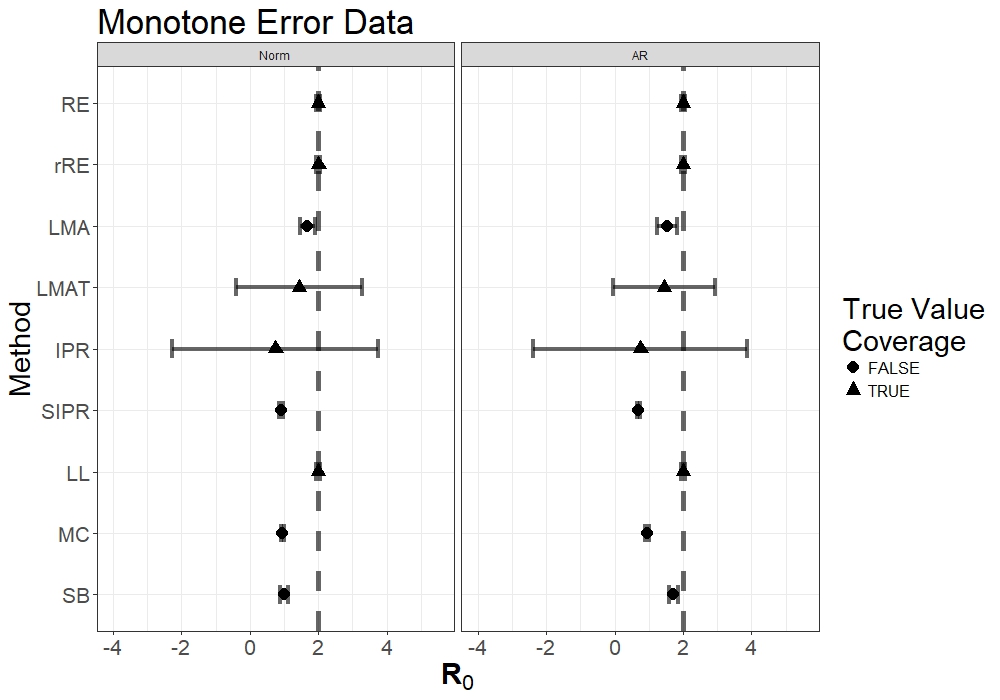 Monotone Error Data
Norm
AR
RE
rRE
LMA
LMAT
IPR
SIPR
LL
MC
SB
Method
-4 -2 0 2 4
-4 -2 0 2 4
R0
True Value
Coverage
FALSE
TRUE